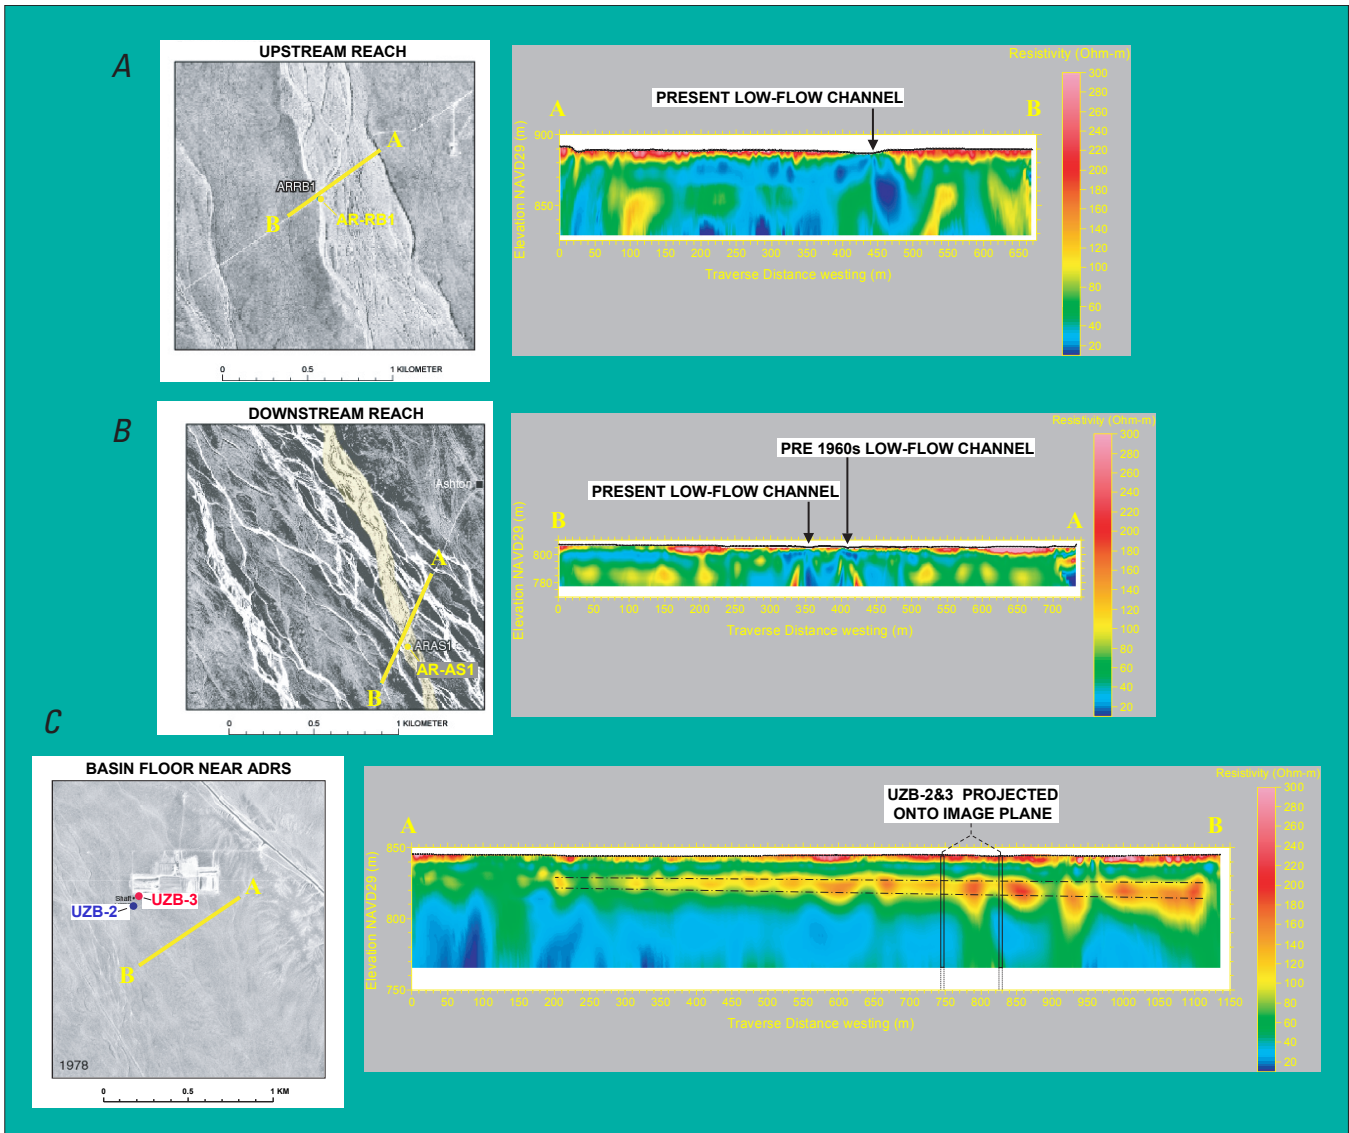 A
UPSTREAM REACH
A
ARRB1
B
AR-RB1
0 0.5 1 KILOMETER
Resistivity (Ohm-m)
PRESENT LOW-FLOW CHANNEL
A B
Elevation NAVD29 (m)
900
850
0 50 100 150 200 250 300 350 400 450 500 550 600 650
Traverse Distance westing (m)
300
280
260
240
220
200
180
160
140
120
100
80
60
40
20
B
DOWNSTREAM REACH
Ashton
A
ARAS1
AR-AS1
B
0 0.5 1 KILOMETER
Resistivity (Ohm-m)
PRE 1960s LOW-FLOW CHANNEL
PRESENT LOW-FLOW CHANNEL
B A
Elevation NAVD29 (m)
800
780
0 50 100 150 200 250 300 350 400 450 500 550 600 650 700
Traverse Distance westing (m)
300
280
260
240
220
200
180
160
140
120
100
80
60
40
20
C
BASIN FLOOR NEAR ADRS
A
Shaft
UZB-3
UZB-2
B
1978
0 0.5 1 KM
Resistivity (Ohm-m)
UZB-2&3 PROJECTED
ONTO IMAGE PLANE
A B
Elevation NAVD29 (m)
850
800
750
0 50 100 150 200 250 300 350 400 450 500 550 600 650 700 750 800 850 900 950 1000 1050 1100 1150
Traverse Distance westing (m)
300
280
260
240
220
200
180
160
140
120
100
80
60
40
20